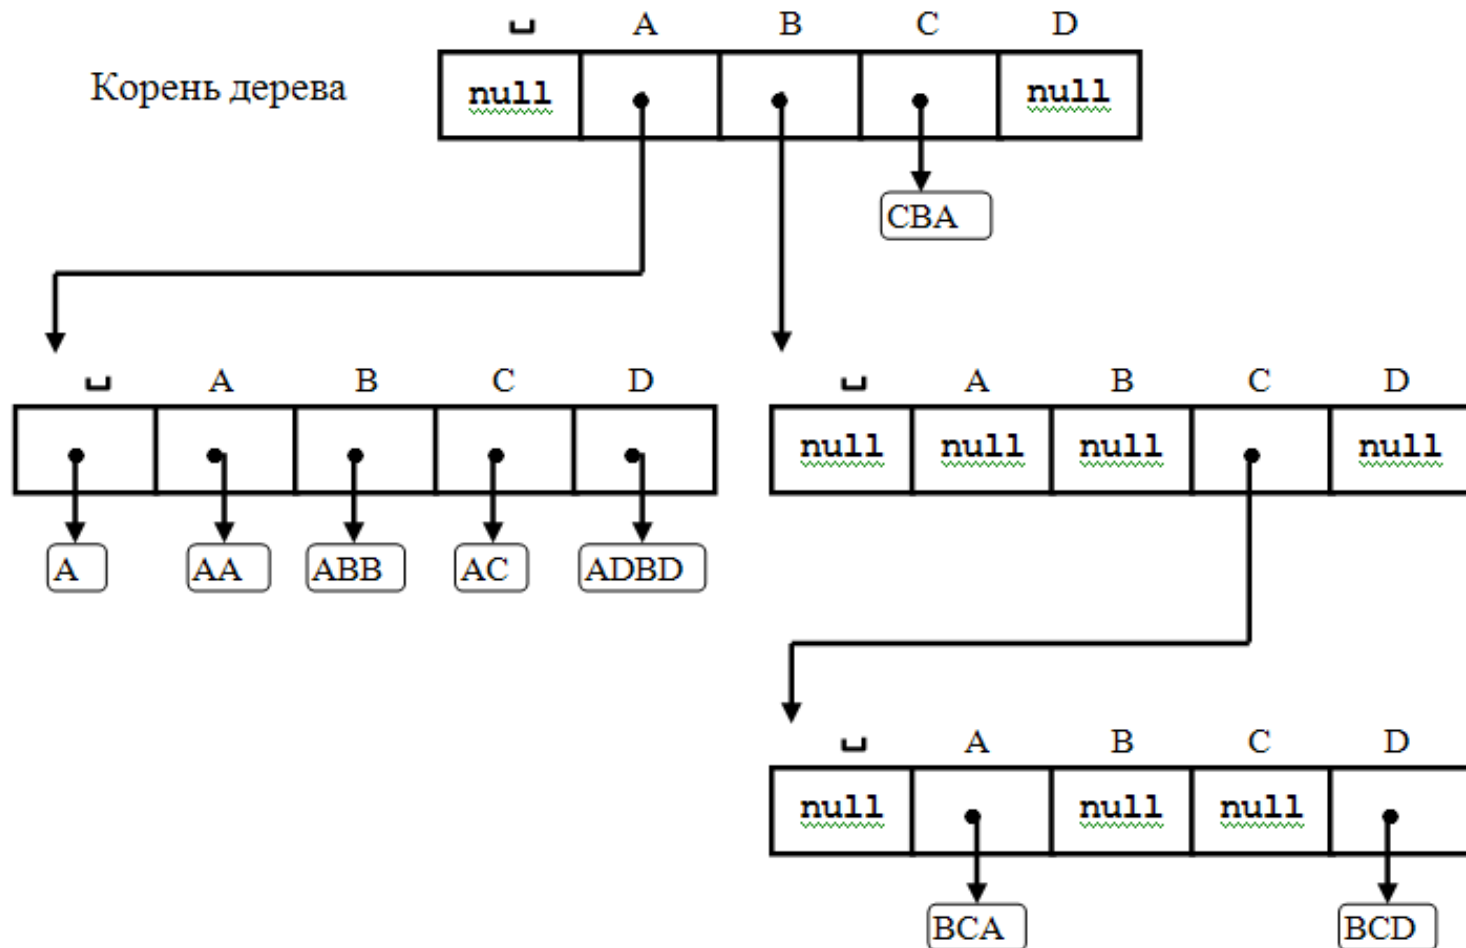 ␣ A B C D
Корень дерева null null
CBA
␣ A B C D ␣ A B C D
null null null null
A AA ABB AC ADBD
␣ A B C D
null null null
BCA BCD